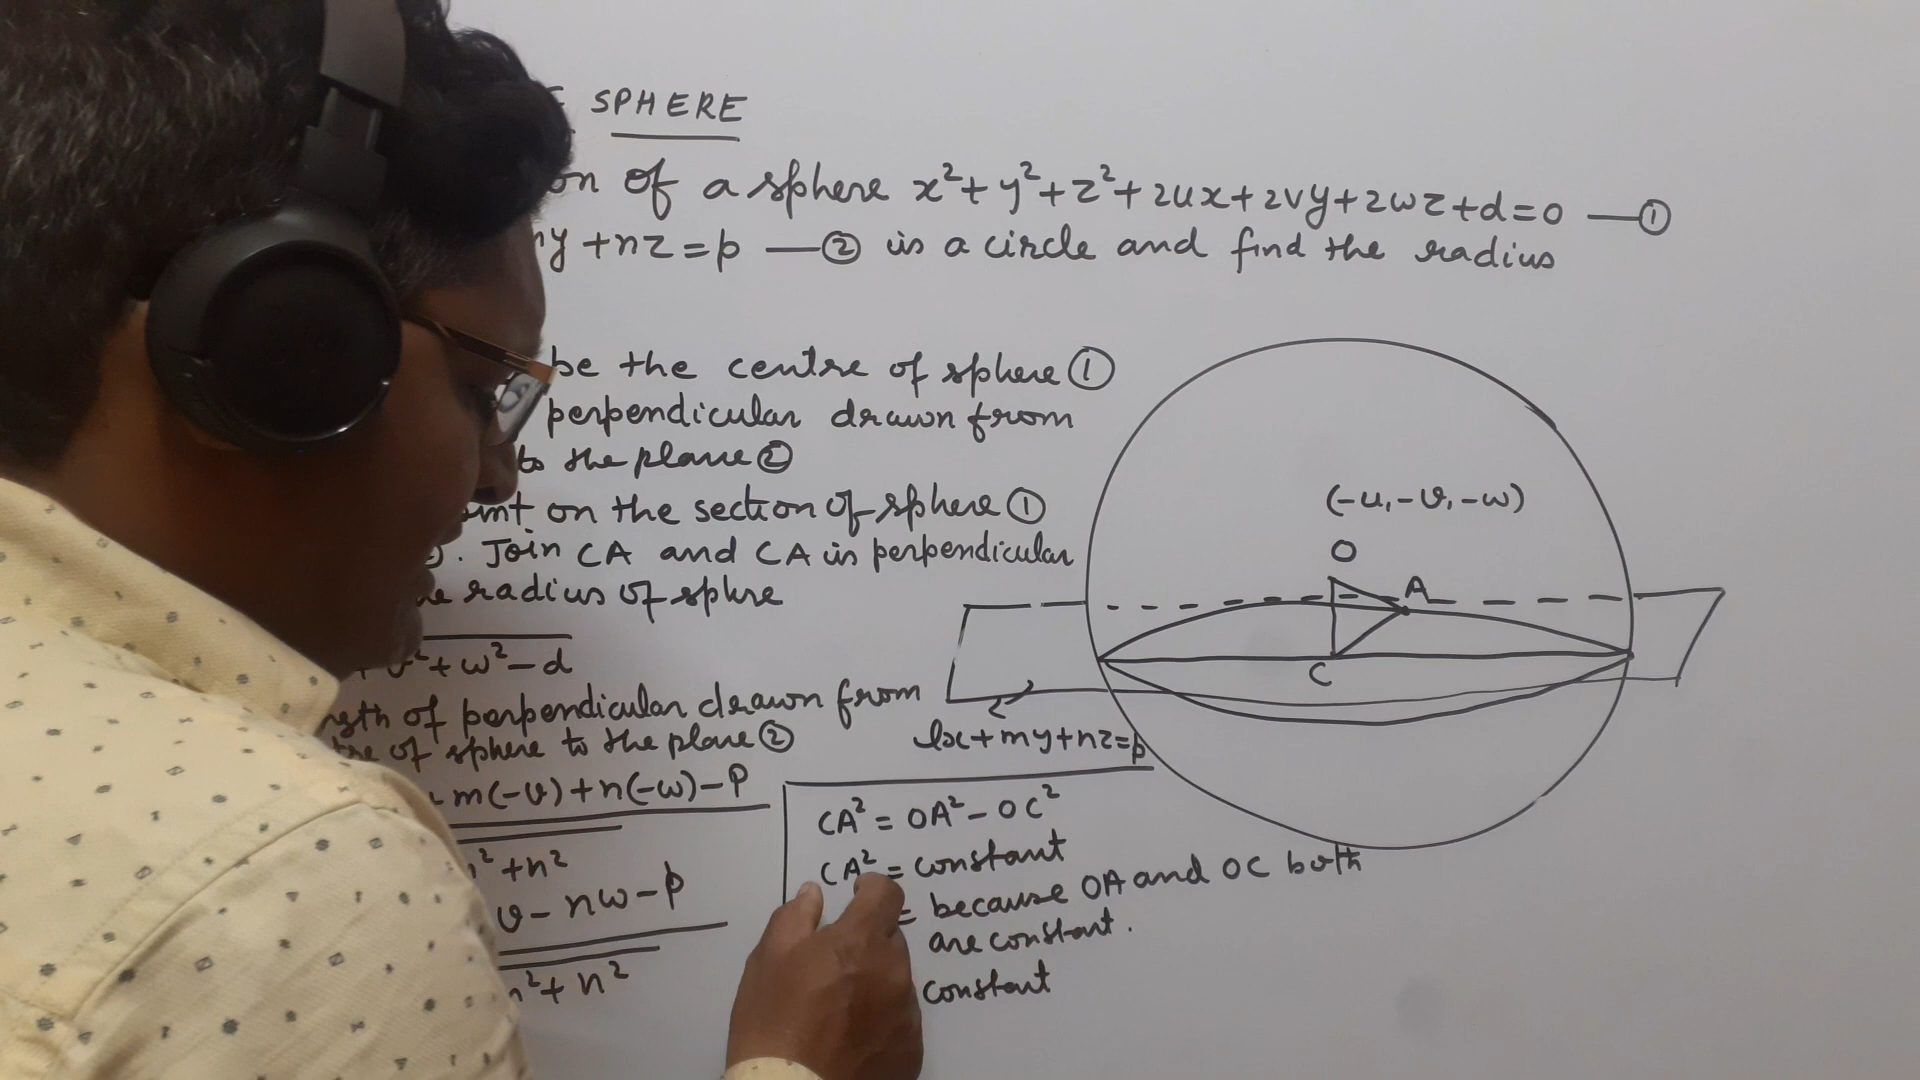 SPHERE
on of a sphere x²+y²+z²+2ux+2vy+2wz+d=0 —①
y+nz=p —② is a circle and find the radius
be the centre of sphere ①
perpendicular drawn from
to the plane ②
on the section of sphere ①
. Join CA and CA is perpendicular
radius of sphre
+ v²+w²-d
of perpendicular drawn from
of sphere to the plane ②
m(-v)+n(-w)-p
²+n²
v-nw-p
²+n²
CA²=OA²-OC²
CA²=constant
= because OA and OC both
are constant.
constant
(-u,-v,-w)
O
A
C
lx+my+nz=p